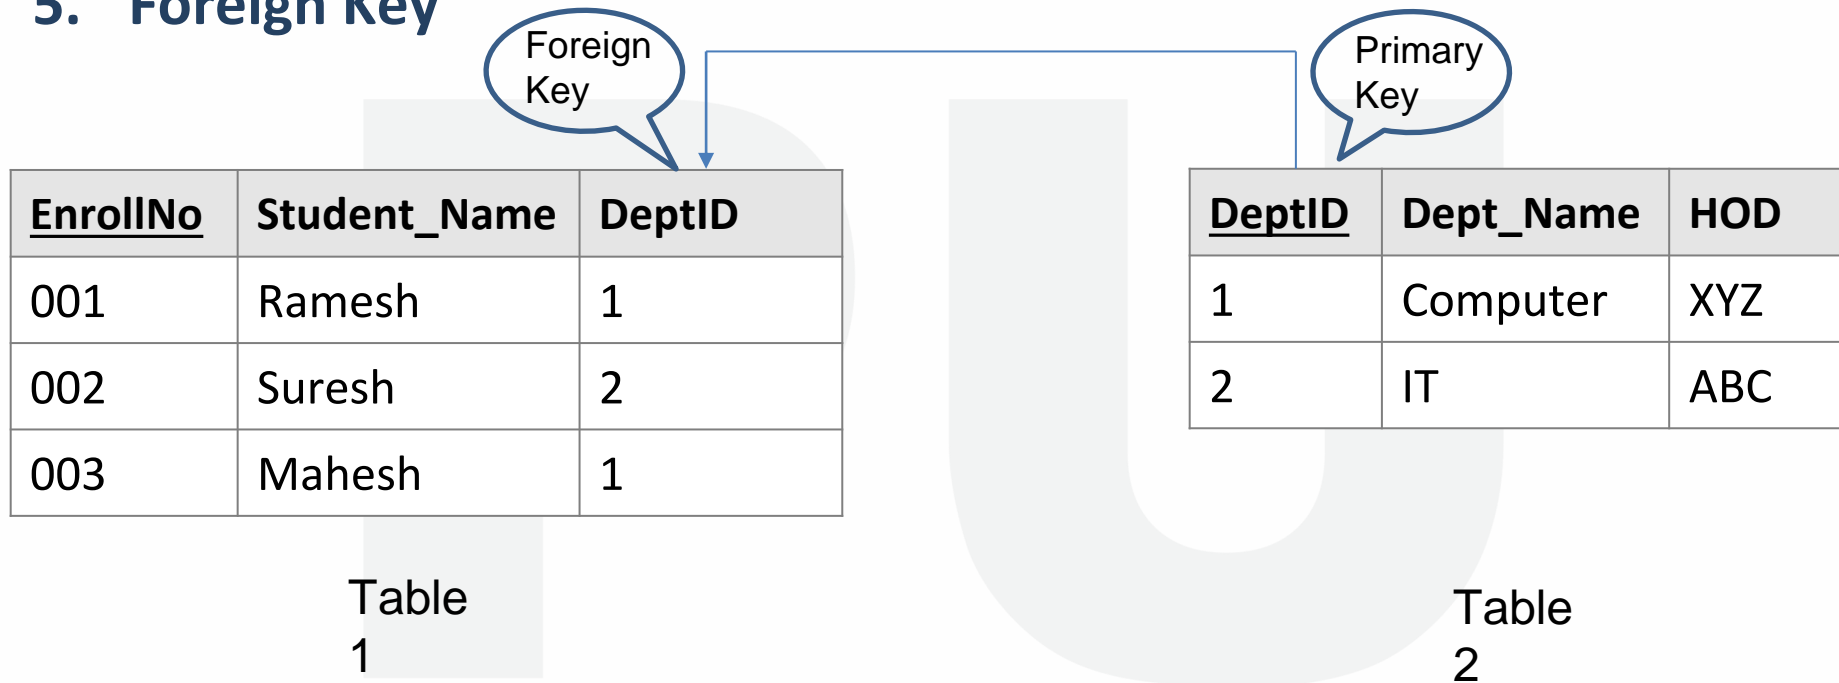 5. Foreign Key
Foreign
Key
Primary
Key
EnrollNo Student_Name DeptID
001 Ramesh 1
002 Suresh 2
003 Mahesh 1
Table
1
DeptID Dept_Name HOD
1 Computer XYZ
2 IT ABC
Table
2